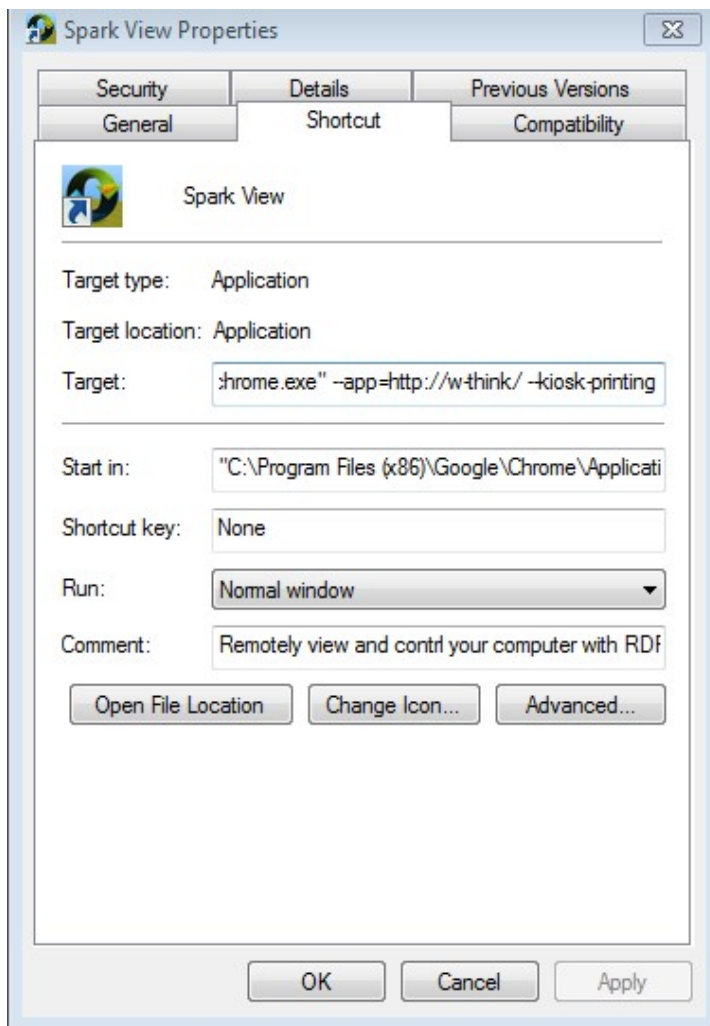 Spark View Properties
Security Details Previous Versions
General Shortcut Compatibility
Spark View
Target type: Application
Target location: Application
Target: :hrome.exe" --app=http://w-think/ --kiosk-printing
Start in: "C:\Program Files (x86)\Google\Chrome\Applicati
Shortcut key: None
Run: Normal window
Comment: Remotely view and contrl your computer with RDP
Open File Location Change Icon... Advanced...
OK Cancel Apply